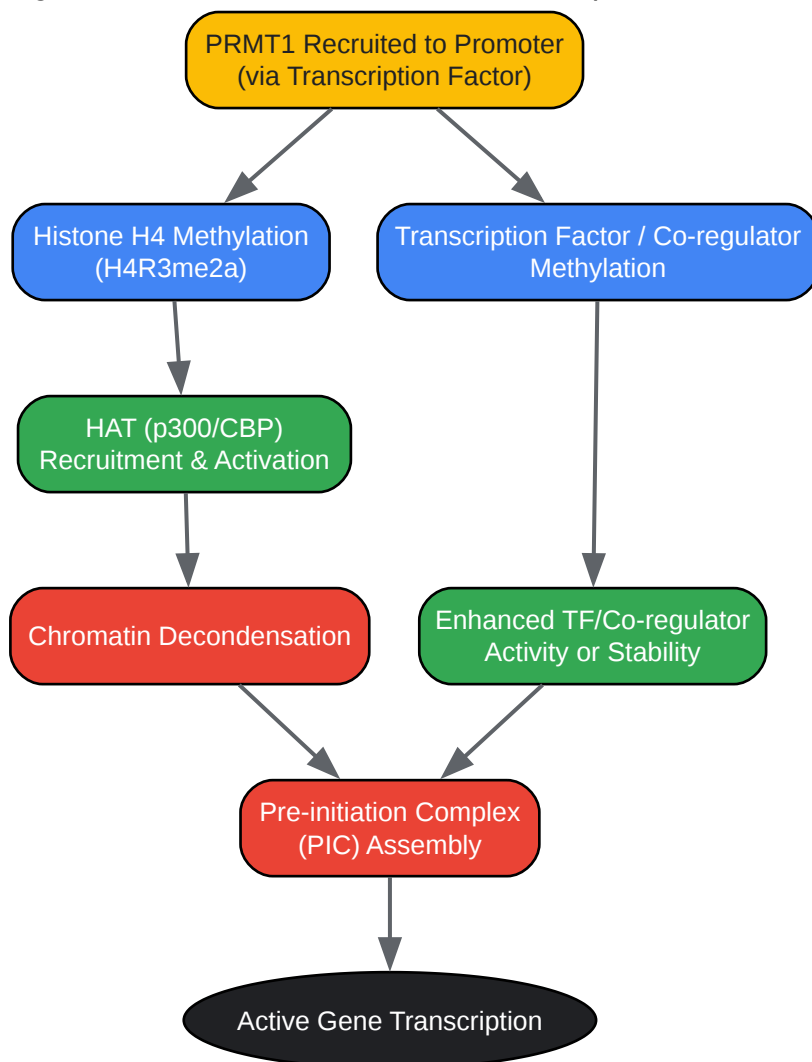 PRMT1 Recruited to Promoter
(via Transcription Factor)
Histone H4 Methylation
(H4R3me2a)
Transcription Factor / Co-regulator
Methylation
HAT (p300/CBP)
Recruitment & Activation
Chromatin Decondensation
Enhanced TF/Co-regulator
Activity or Stability
Pre-initiation Complex
(PIC) Assembly
Active Gene Transcription